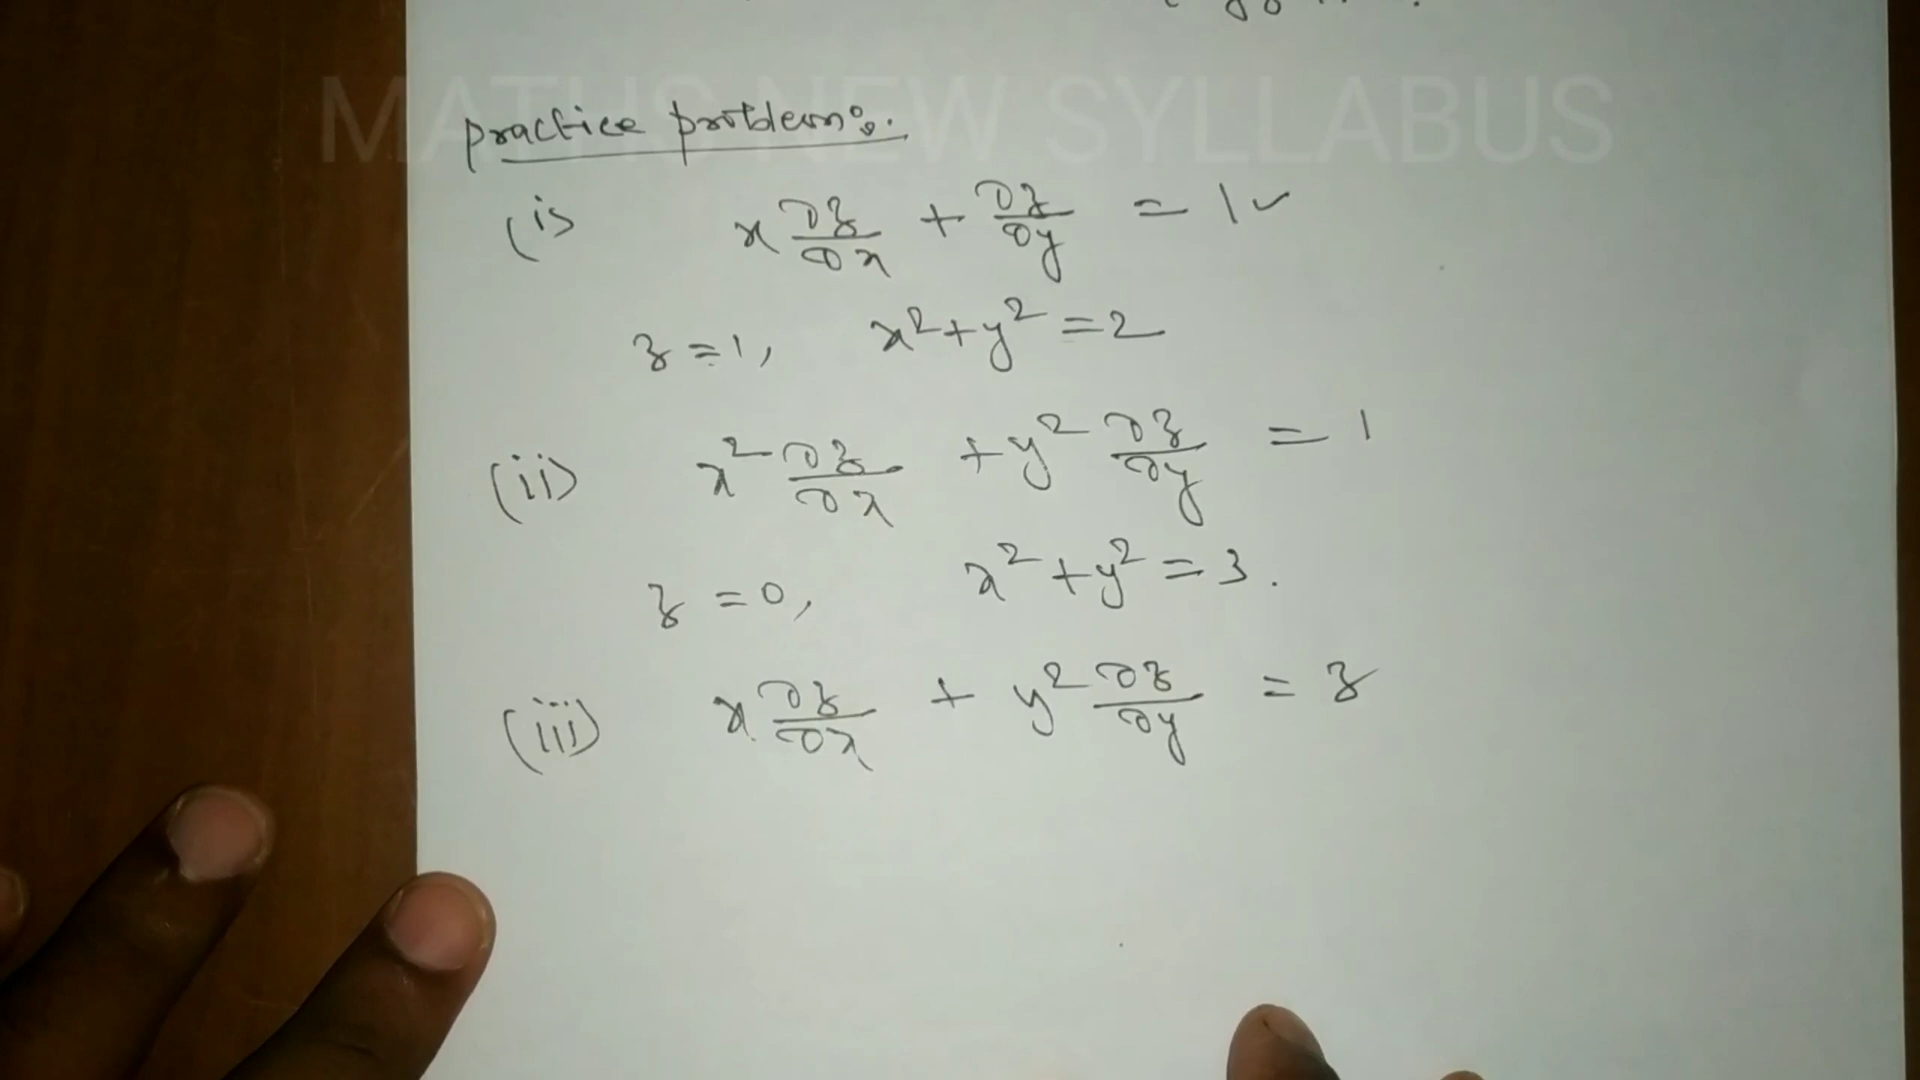 MATHS NEW SYLLABUS
practice problems.
(i) x ∂z/∂x + ∂z/∂y = 1 ✓
z = 1, x² + y² = 2
(ii) x² ∂z/∂x + y² ∂z/∂y = 1
z = 0, x² + y² = 3.
(iii) x ∂z/∂x + y² ∂z/∂y = z